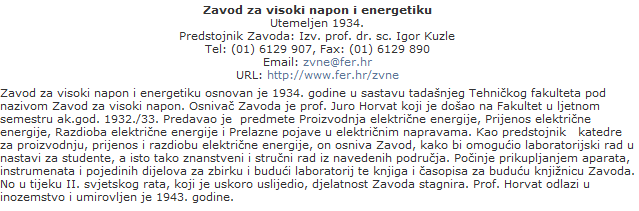 Zavod za visoki napon i energetiku
Utemeljen 1934.
Predstojnik Zavoda: Izv. prof. dr. sc. Igor Kuzle
Tel: (01) 6129 907, Fax: (01) 6129 890
Email: zvne@fer.hr
URL: http://www.fer.hr/zvne
Zavod za visoki napon i energetiku osnovan je 1934. godine u sastavu tadašnjeg Tehničkog fakulteta pod
nazivom Zavod za visoki napon. Osnivač Zavoda je prof. Juro Horvat koji je došao na Fakultet u ljetnom
semestru ak.god. 1932./33. Predavao je  predmete Proizvodnja električne energije, Prijenos električne
energije, Razdioba električne energije i Prelazne pojave u električnim napravama. Kao predstojnik   katedre
za proizvodnju, prijenos i razdiobu električne energije, on osniva Zavod, kako bi omogućio laboratorijski rad u
nastavi za studente, a isto tako znanstveni i stručni rad iz navedenih područja. Počinje prikupljanjem aparata,
instrumenata i pojedinih dijelova za zbirku i budući laboratorij te knjiga i časopisa za buduću knjižnicu Zavoda.
No u tijeku II. svjetskog rata, koji je uskoro uslijedio, djelatnost Zavoda stagnira. Prof. Horvat odlazi u
inozemstvo i umirovljen je 1943. godine.